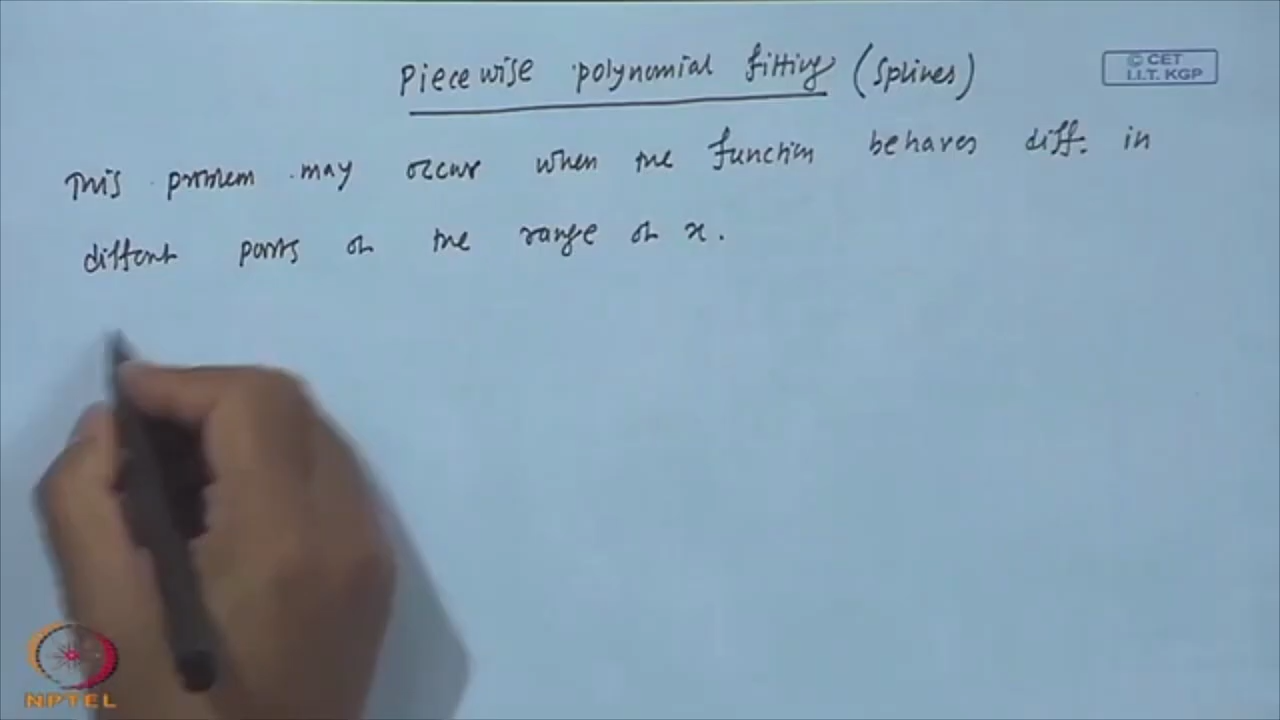 Piecewise polynomial fitting (Splines)
© CET
I.I.T. KGP
This problem may occur when the function behaves diff. in
different parts of the range of x.
NPTEL